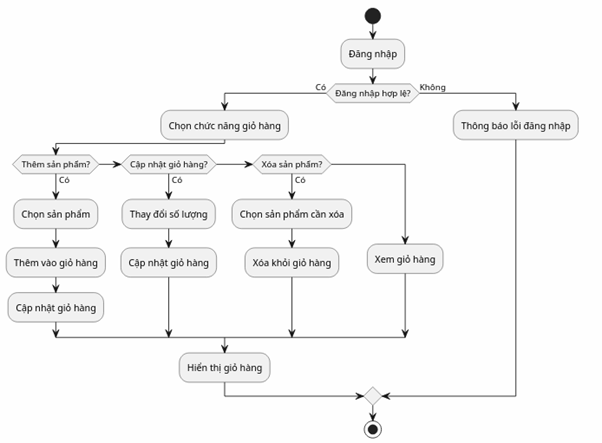 Đăng nhập
Có
Đăng nhập hợp lệ?
Không
Chọn chức năng giỏ hàng
Thông báo lỗi đăng nhập
Thêm sản phẩm?
Cập nhật giỏ hàng?
Xóa sản phẩm?
Có
Có
Có
Chọn sản phẩm
Thay đổi số lượng
Chọn sản phẩm cần xóa
Thêm vào giỏ hàng
Cập nhật giỏ hàng
Xóa khỏi giỏ hàng
Xem giỏ hàng
Cập nhật giỏ hàng
Hiển thị giỏ hàng